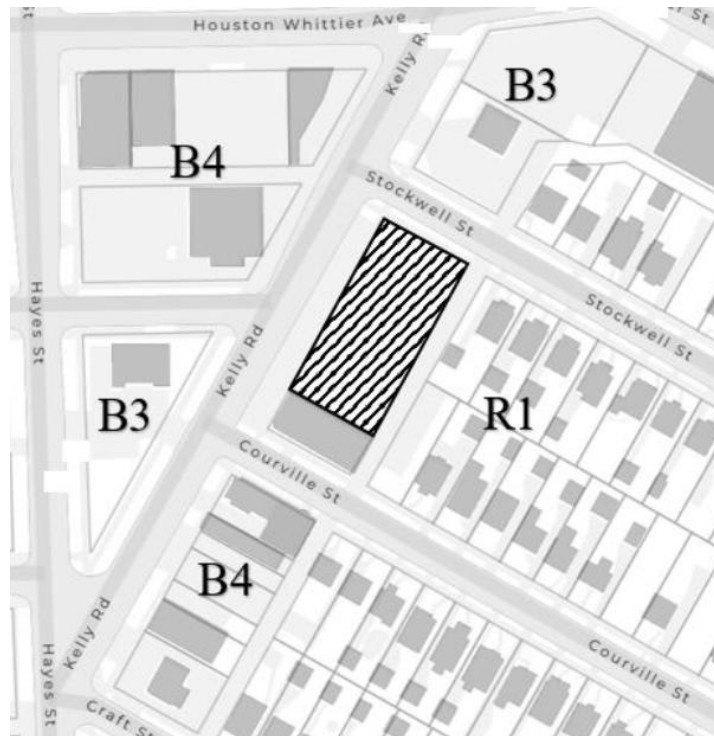 Houston Whittier Ave
Kelly Rd
B3
B4
Stockwell St
Hayes St
Stockwell St
Kelly Rd
B3
R1
Courville St
B4
Kelly Rd
Hayes St
Courville St
Craft St